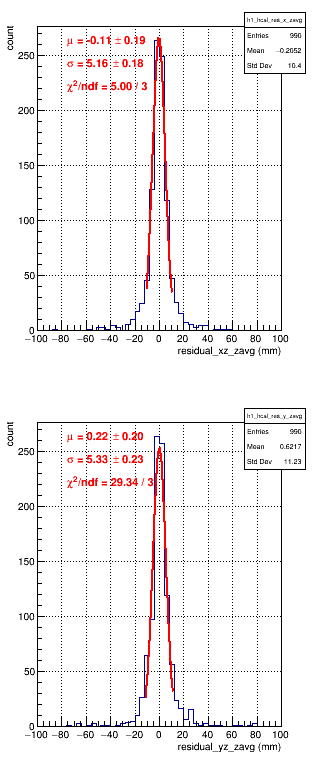 h1_hcal_res_x_zavg
Entries 990
Mean −0.2052
Std Dev 10.4
μ = -0.11 ± 0.19
σ = 5.16 ± 0.18
χ²/ndf = 5.00 / 3
count
250
200
150
100
50
0
−100 −80 −60 −40 −20 0 20 40 60 80 100
residual_xz_zavg (mm)
h1_hcal_res_y_zavg
Entries 990
Mean 0.6217
Std Dev 11.23
μ = 0.22 ± 0.20
σ = 5.33 ± 0.23
χ²/ndf = 29.34 / 3
count
250
200
150
100
50
0
−100 −80 −60 −40 −20 0 20 40 60 80 100
residual_yz_zavg (mm)